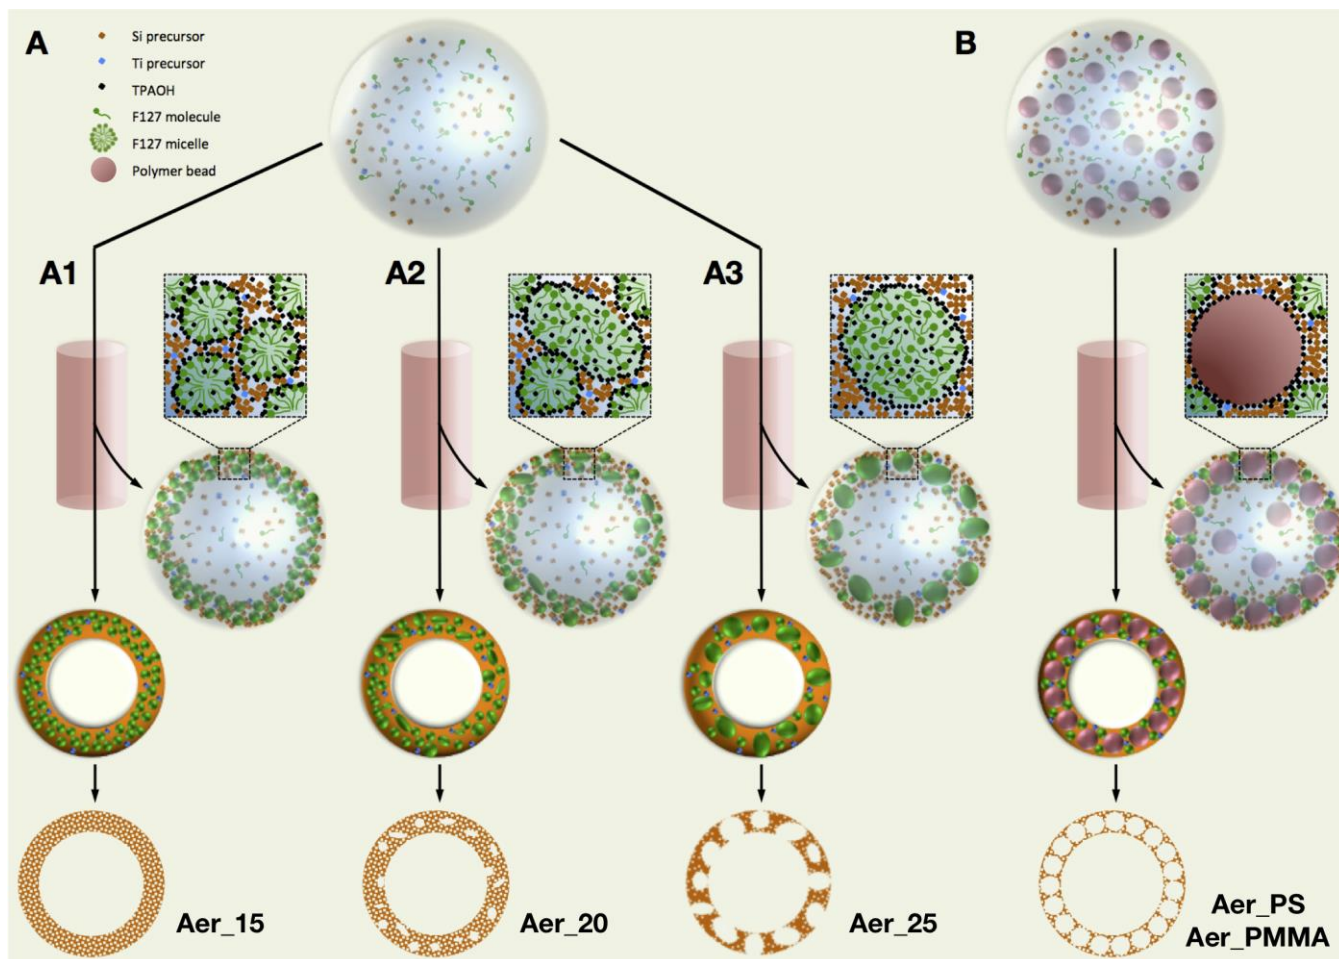 A
Si precursor
Ti precursor
TPAOH
F127 molecule
F127 micelle
Polymer bead
B
A1
A2
A3
Aer_15
Aer_20
Aer_25
Aer_PS
Aer_PMMA